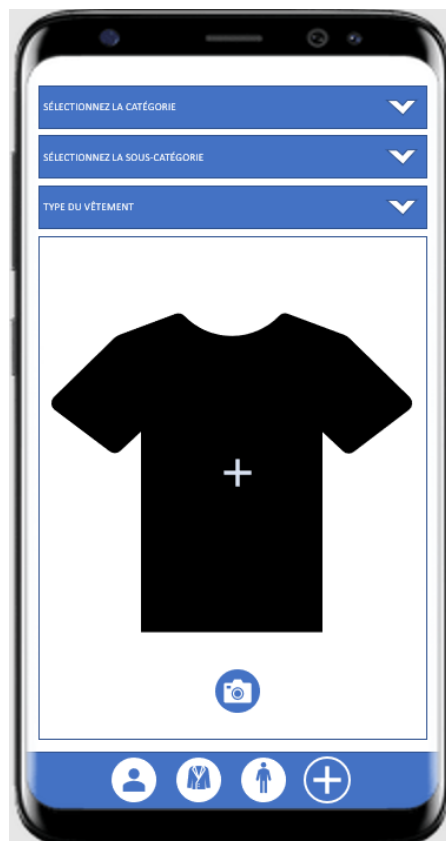 SÉLECTIONNEZ LA CATÉGORIE
SÉLECTIONNEZ LA SOUS-CATÉGORIE
TYPE DU VÊTEMENT